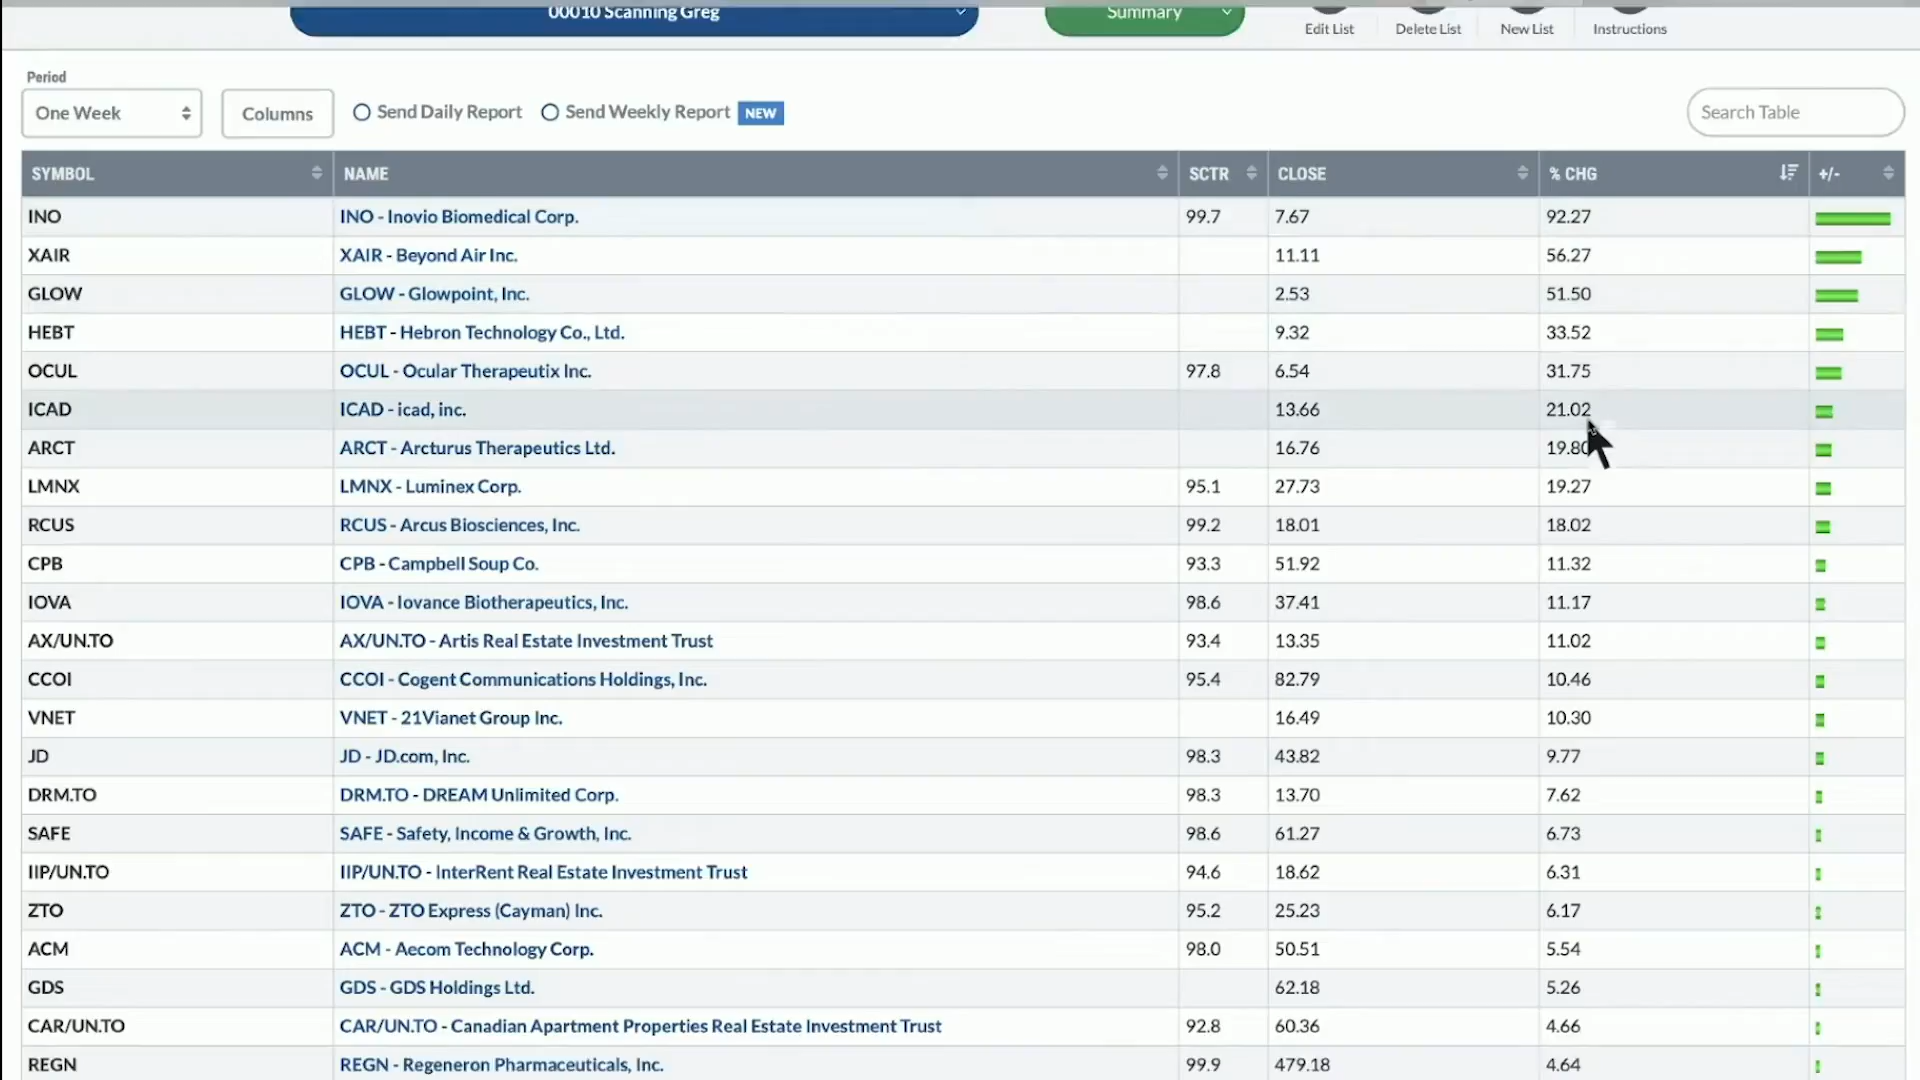 00010 Scanning Greg Summary Edit List Delete List New List Instructions
Period
One Week Columns Send Daily Report Send Weekly Report NEW Search Table
SYMBOL NAME SCTR CLOSE % CHG +/-
INO INO - Inovio Biomedical Corp. 99.7 7.67 92.27
XAIR XAIR - Beyond Air Inc. 11.11 56.27
GLOW GLOW - Glowpoint, Inc. 2.53 51.50
HEBT HEBT - Hebron Technology Co., Ltd. 9.32 33.52
OCUL OCUL - Ocular Therapeutix Inc. 97.8 6.54 31.75
ICAD ICAD - icad, inc. 13.66 21.02
ARCT ARCT - Arcturus Therapeutics Ltd. 16.76 19.80
LMNX LMNX - Luminex Corp. 95.1 27.73 19.27
RCUS RCUS - Arcus Biosciences, Inc. 99.2 18.01 18.02
CPB CPB - Campbell Soup Co. 93.3 51.92 11.32
IOVA IOVA - Iovance Biotherapeutics, Inc. 98.6 37.41 11.17
AX/UN.TO AX/UN.TO - Artis Real Estate Investment Trust 93.4 13.35 11.02
CCOI CCOI - Cogent Communications Holdings, Inc. 95.4 82.79 10.46
VNET VNET - 21Vianet Group Inc. 16.49 10.30
JD JD - JD.com, Inc. 98.3 43.82 9.77
DRM.TO DRM.TO - DREAM Unlimited Corp. 98.3 13.70 7.62
SAFE SAFE - Safety, Income & Growth, Inc. 98.6 61.27 6.73
IIP/UN.TO IIP/UN.TO - InterRent Real Estate Investment Trust 94.6 18.62 6.31
ZTO ZTO - ZTO Express (Cayman) Inc. 95.2 25.23 6.17
ACM ACM - Aecom Technology Corp. 98.0 50.51 5.54
GDS GDS - GDS Holdings Ltd. 62.18 5.26
CAR/UN.TO CAR/UN.TO - Canadian Apartment Properties Real Estate Investment Trust 92.8 60.36 4.66
REGN REGN - Regeneron Pharmaceuticals, Inc. 99.9 479.18 4.64